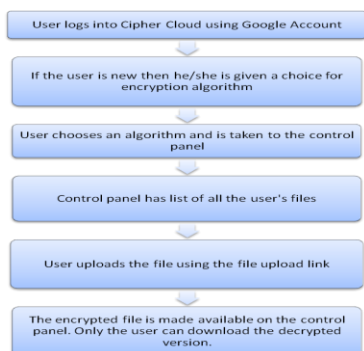 User logs into Cipher Cloud using Google Account
If the user is new then he/she is given a choice for
encryption algorithm
User chooses an algorithm and is taken to the control
panel
Control panel has list of all the user's files
User uploads the file using the file upload link
The encrypted file is made available on the control
panel. Only the user can download the decrypted
version.